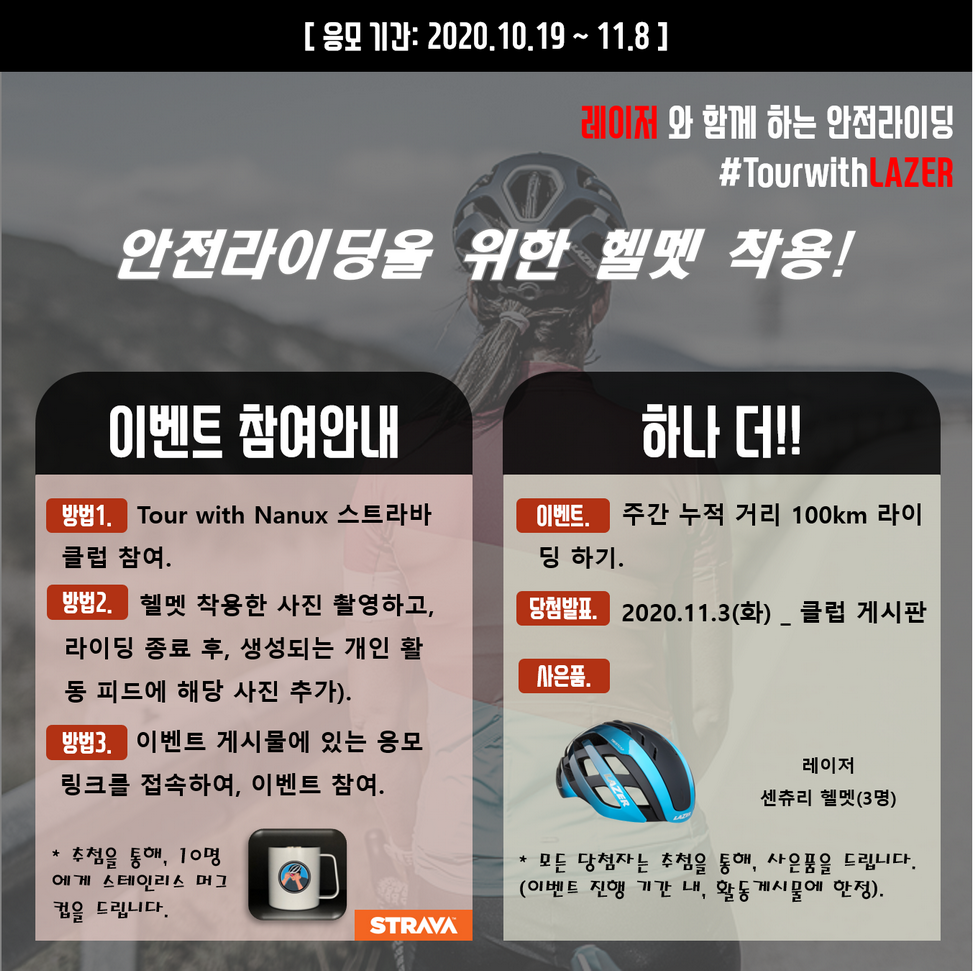 [ 응모 기간: 2020.10.19 ~ 11.8 ]
레이저 와 함께 하는 안전라이딩
#TourwithLAZER
안전라이딩을 위한 헬멧 착용!
이벤트 참여안내
방법1. Tour with Nanux 스트라바
클럽 참여.
방법2. 헬멧 착용한 사진 촬영하고,
라이딩 종료 후, 생성되는 개인 활
동 피드에 해당 사진 추가).
방법3. 이벤트 게시물에 있는 응모
링크를 접속하여, 이벤트 참여.
* 추첨을 통해, 10명
에게 스테인리스 머그
컵을 드립니다.
STRAVA
하나 더!!
이벤트. 주간 누적 거리 100km 라이
딩 하기.
당첨발표. 2020.11.3(화) _ 클럽 게시판
사은품.
LAZER
LAZER
레이저
센츄리 헬멧(3명)
* 모든 당첨자는 추첨을 통해, 사은품을 드립니다.
(이벤트 진행 기간 내, 활동게시물에 한정).